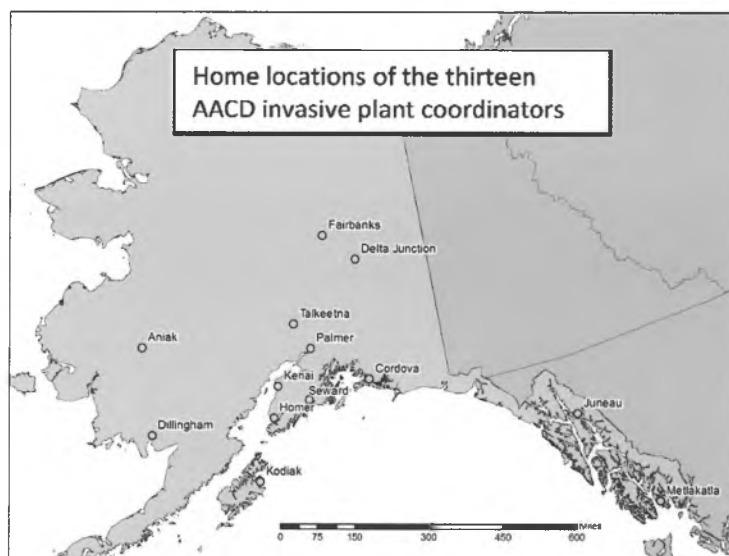 Home locations of the thirteen
AACD invasive plant coordinators
Fairbanks
Delta Junction
Talkeetna
Palmer
Aniak
Kenai
Cordova
Seward
Homer
Juneau
Dillingham
Kodiak
Metlakatla
0 75 150 300 450 600
Miles